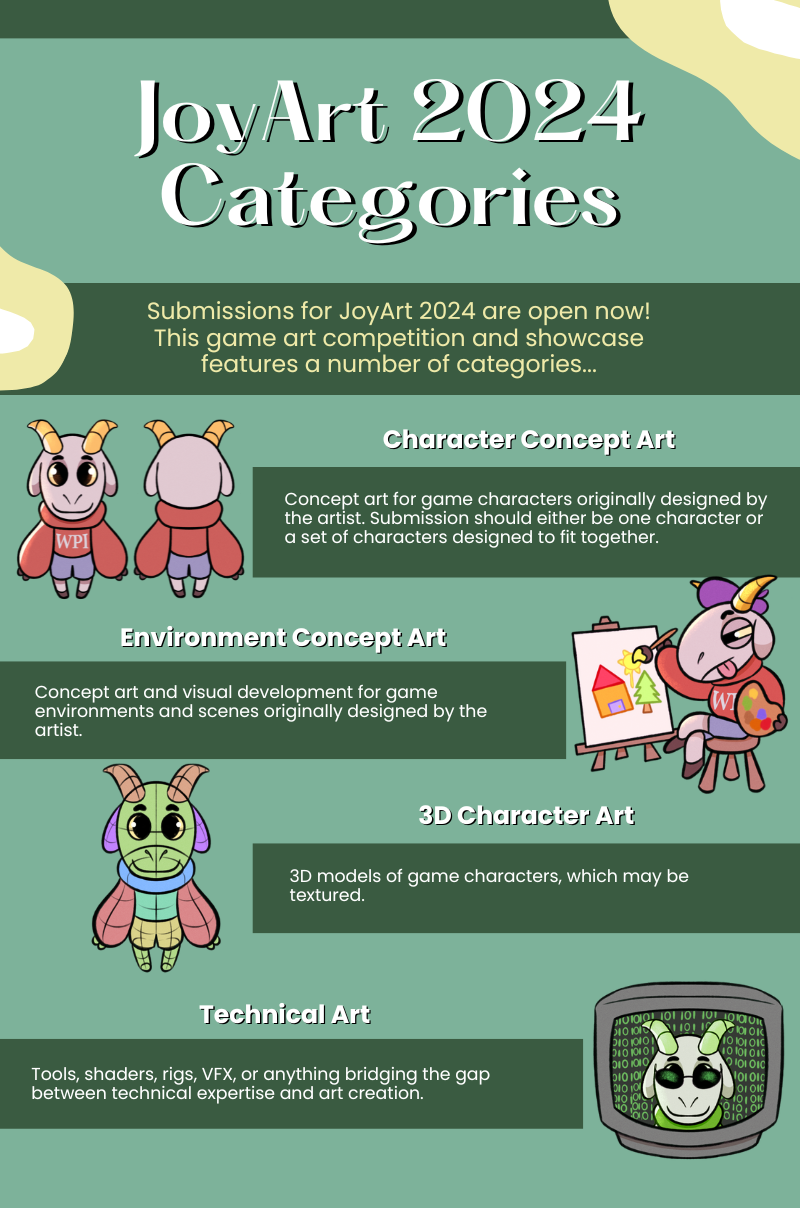 JoyArt 2024
Categories
Submissions for JoyArt 2024 are open now!
This game art competition and showcase
features a number of categories...
Character Concept Art
WPI
Concept art for game characters originally designed by
the artist. Submission should either be one character or
a set of characters designed to fit together.
Environment Concept Art
Concept art and visual development for game
environments and scenes originally designed by the
artist.
WPI
3D Character Art
3D models of game characters, which may be
textured.
Technical Art
Tools, shaders, rigs, VFX, or anything bridging the gap
between technical expertise and art creation.